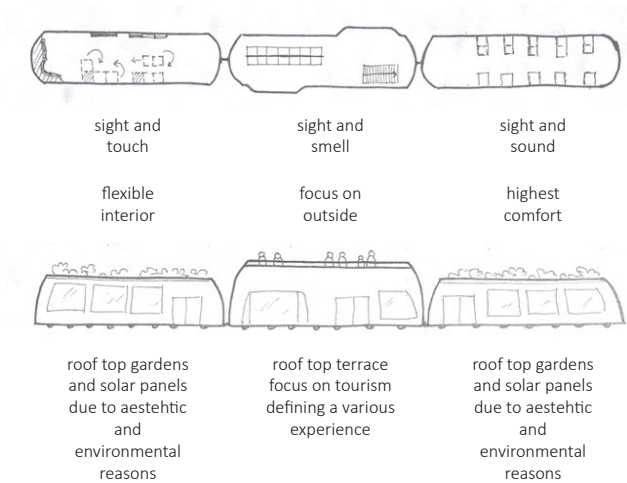 sight and
touch
sight and
smell
sight and
sound
flexible
interior
focus on
outside
highest
comfort
roof top gardens
and solar panels
due to aestehtic
and
environmental
reasons
roof top terrace
focus on tourism
defining a various
experience
roof top gardens
and solar panels
due to aestehtic
and
environmental
reasons